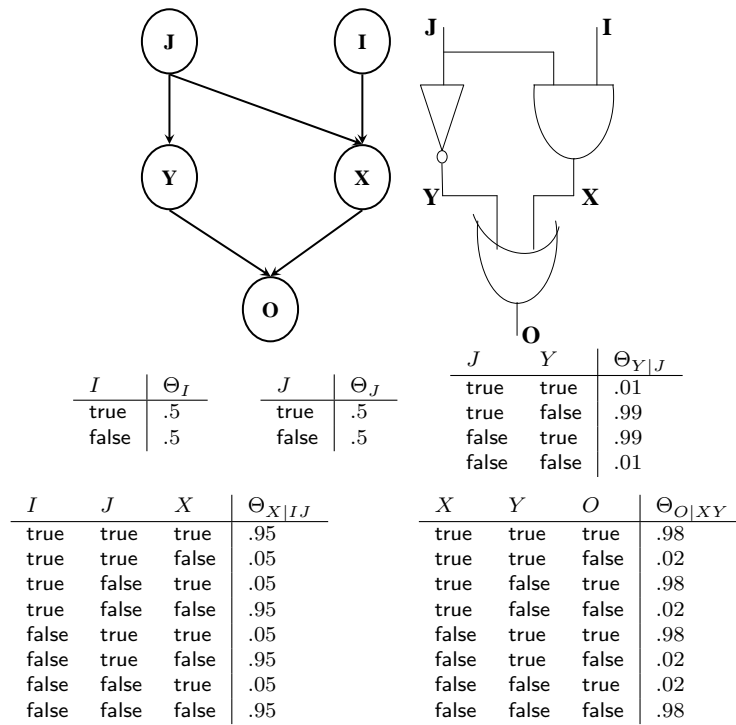 J I J I
Y X Y X
O O
I Θ_I
true .5
false .5
J Θ_J
true .5
false .5
J Y Θ_{Y|J}
true true .01
true false .99
false true .99
false false .01
I J X Θ_{X|IJ}
true true true .95
true true false .05
true false true .05
true false false .95
false true true .05
false true false .95
false false true .05
false false false .95
X Y O Θ_{O|XY}
true true true .98
true true false .02
true false true .98
true false false .02
false true true .98
false true false .02
false false true .02
false false false .98